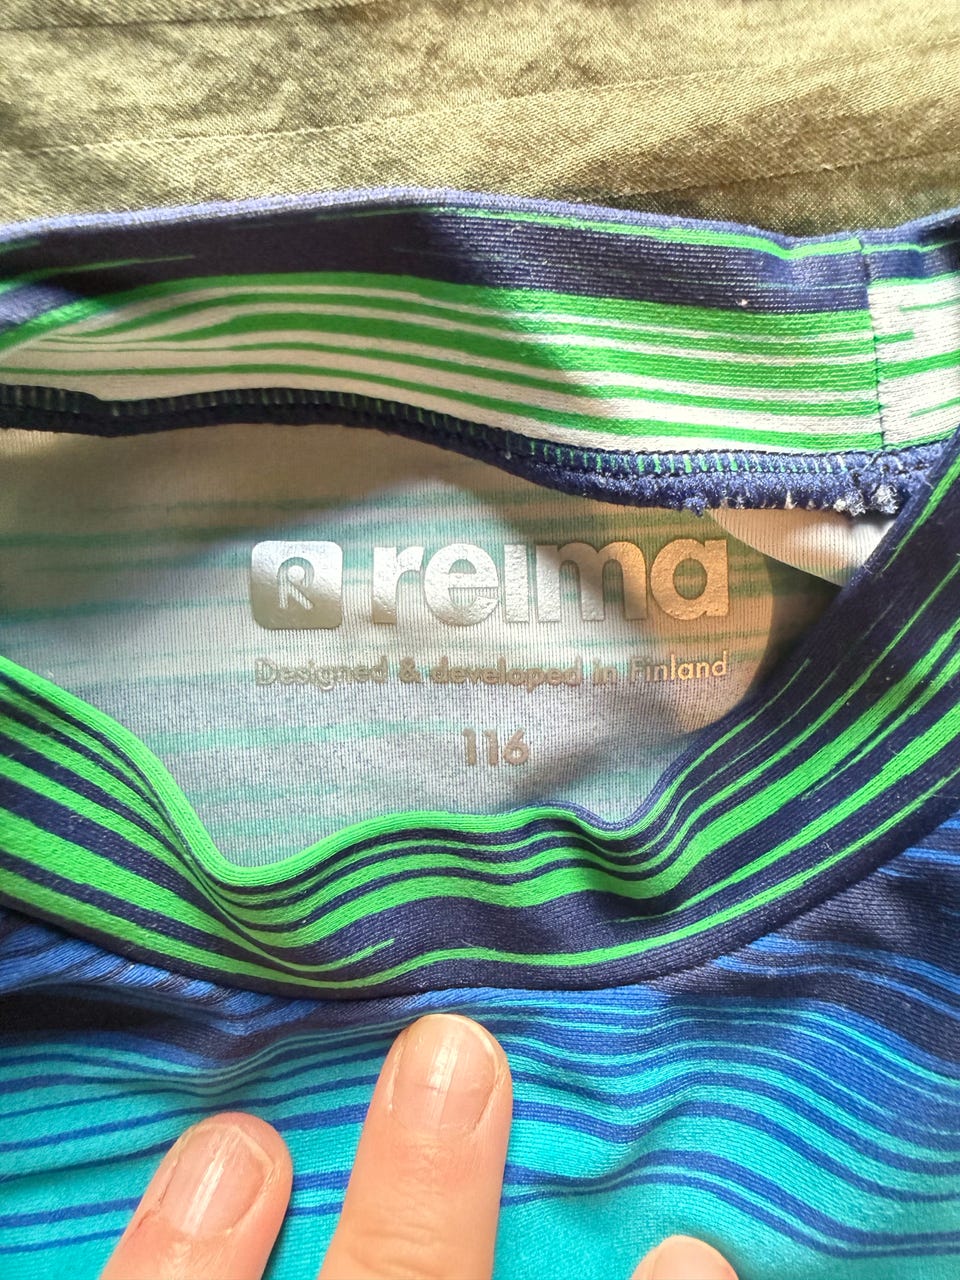 R reima
Designed & developed in Finland
116